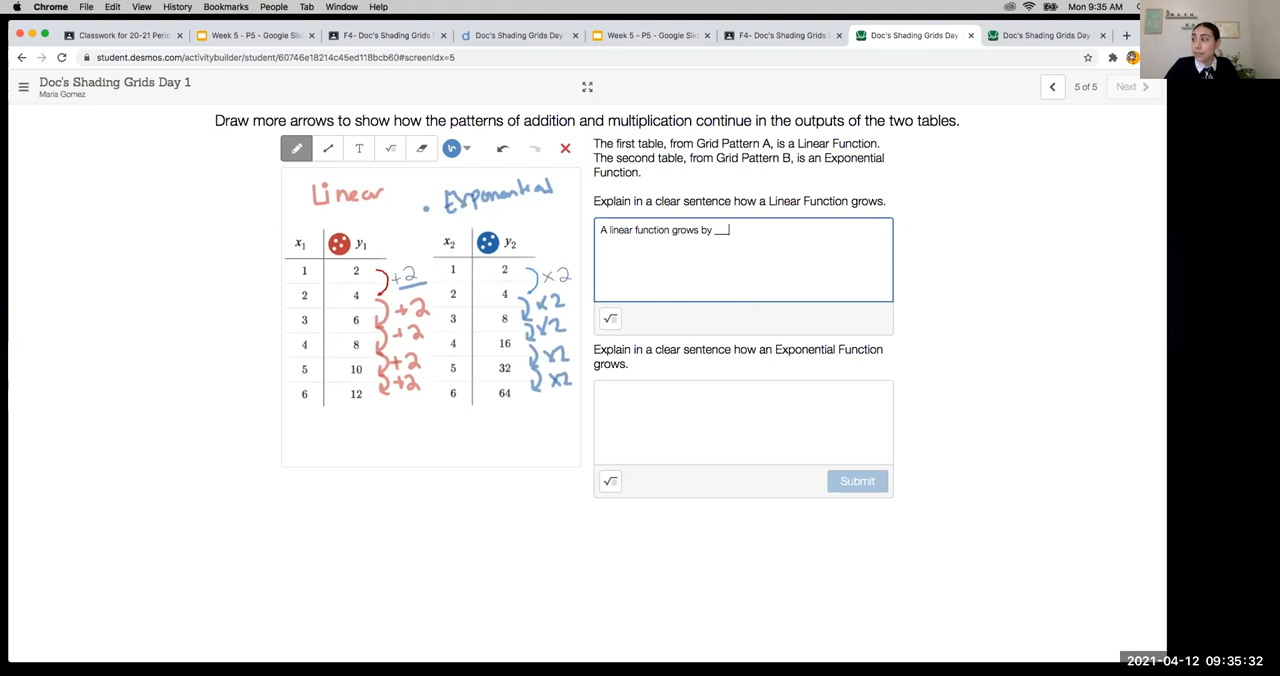 Chrome File Edit View History Bookmarks People Tab Window Help Mon 9:35 AM
Classwork for 20-21 Perio Week 5 - P5 - Google Slid F4- Doc's Shading Grids Doc's Shading Grids Day Week 5 - P5 - Google Slid F4- Doc's Shading Grids Doc's Shading Grids Day Doc's Shading Grids Day
student.desmos.com/activitybuilder/student/60746e18214c45ed118bcb60#screenIdx=5
Doc's Shading Grids Day 1
Maria Gomez
5 of 5 Next
Draw more arrows to show how the patterns of addition and multiplication continue in the outputs of the two tables.
T √
Linear Exponential
x₁ y₁ x₂ y₂
1 2 +2 1 2 ×2
2 4 +2 2 4 ×2
3 6 +2 3 8 ×2
4 8 +2 4 16 ×2
5 10 +2 5 32 ×2
6 12 6 64
The first table, from Grid Pattern A, is a Linear Function.
The second table, from Grid Pattern B, is an Exponential
Function.
Explain in a clear sentence how a Linear Function grows.
A linear function grows by ___
√
Explain in a clear sentence how an Exponential Function
grows.
√ Submit
2021-04-12 09:35:32